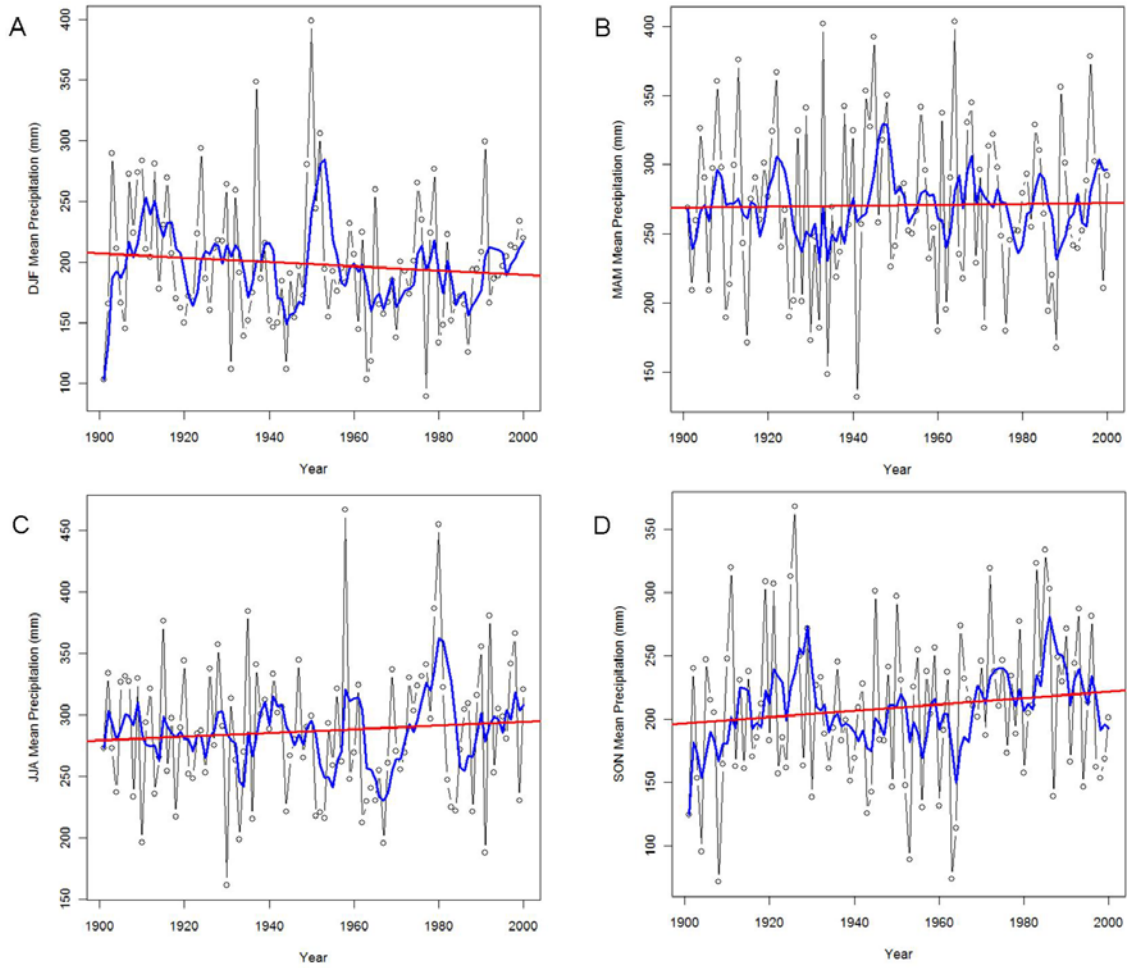 A
DJF Mean Precipitation (mm)
400
350
300
250
200
150
100
1900 1920 1940 1960 1980 2000
Year
B
MAM Mean Precipitation (mm)
400
350
300
250
200
150
1900 1920 1940 1960 1980 2000
Year
C
JJA Mean Precipitation (mm)
450
400
350
300
250
200
150
1900 1920 1940 1960 1980 2000
Year
D
SON Mean Precipitation (mm)
350
300
250
200
150
100
1900 1920 1940 1960 1980 2000
Year